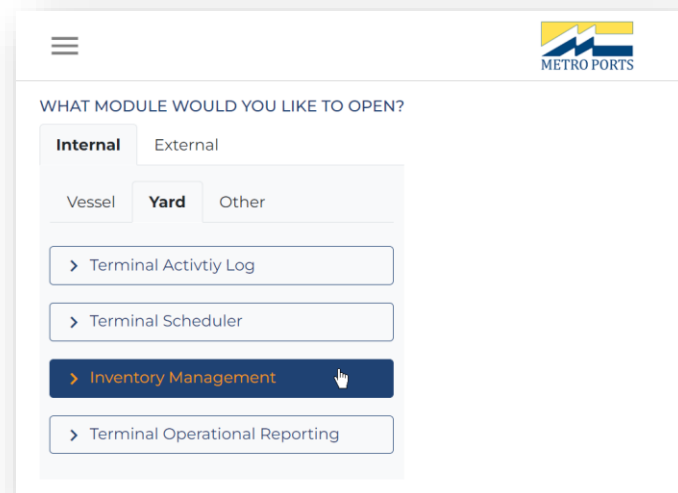 METRO PORTS
WHAT MODULE WOULD YOU LIKE TO OPEN?
Internal External
Vessel Yard Other
Terminal Activtiy Log
Terminal Scheduler
Inventory Management
Terminal Operational Reporting